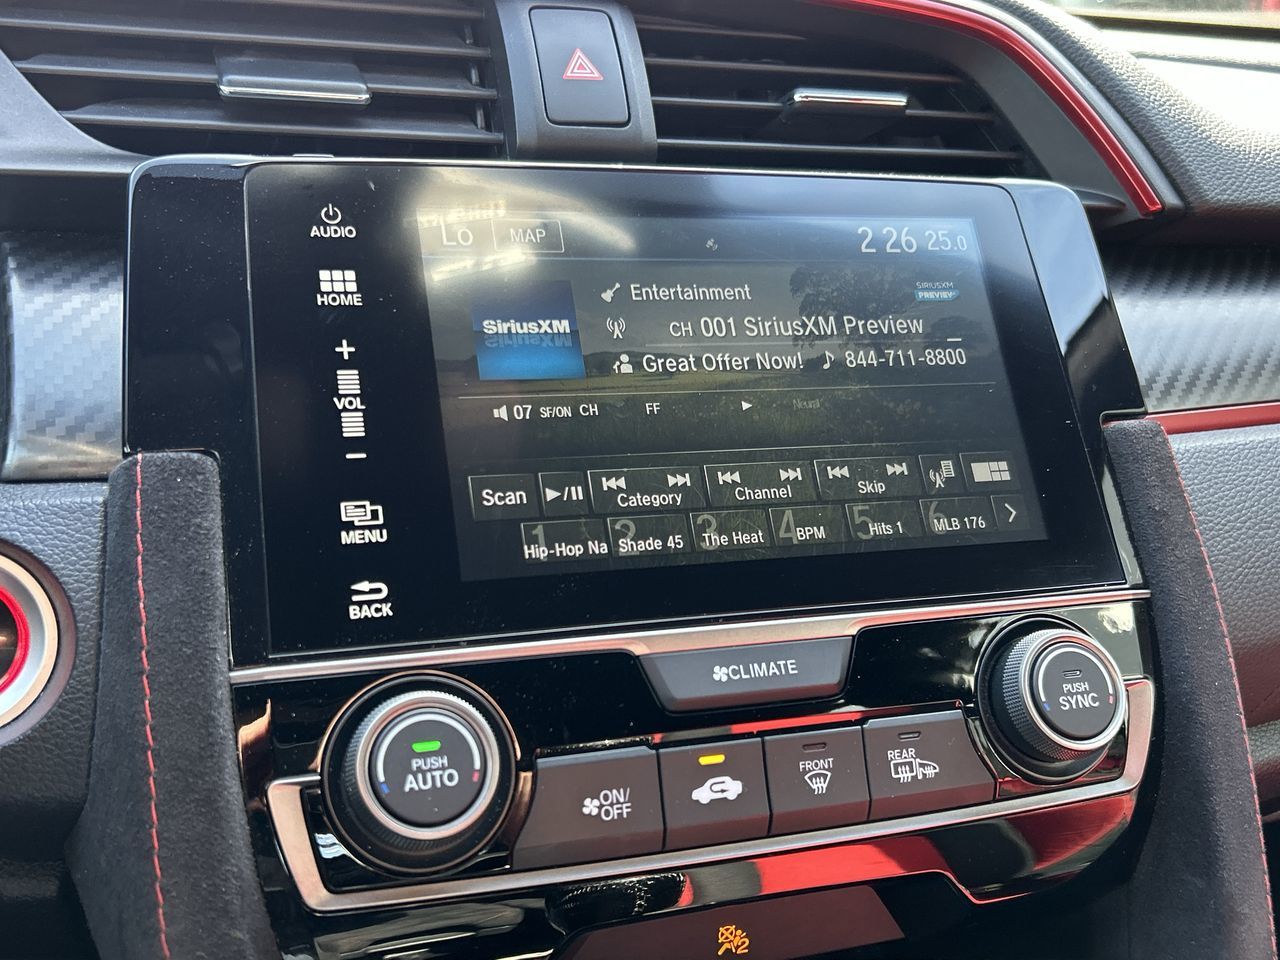 AUDIO
Lo
MAP
2 26 25.0
HOME
Entertainment
SIRIUSXM
PREVIEW
SiriusXM
CH 001 SiriusXM Preview
Great Offer Now! 844-711-8800
+
VOL
−
07 SF/ON CH FF Neural
Scan
Category
Channel
Skip
1 Hip-Hop Na
2 Shade 45
3 The Heat
4 BPM
5 Hits 1
6 MLB 176
MENU
BACK
CLIMATE
PUSH
AUTO
ON/
OFF
FRONT
REAR
PUSH
SYNC
2